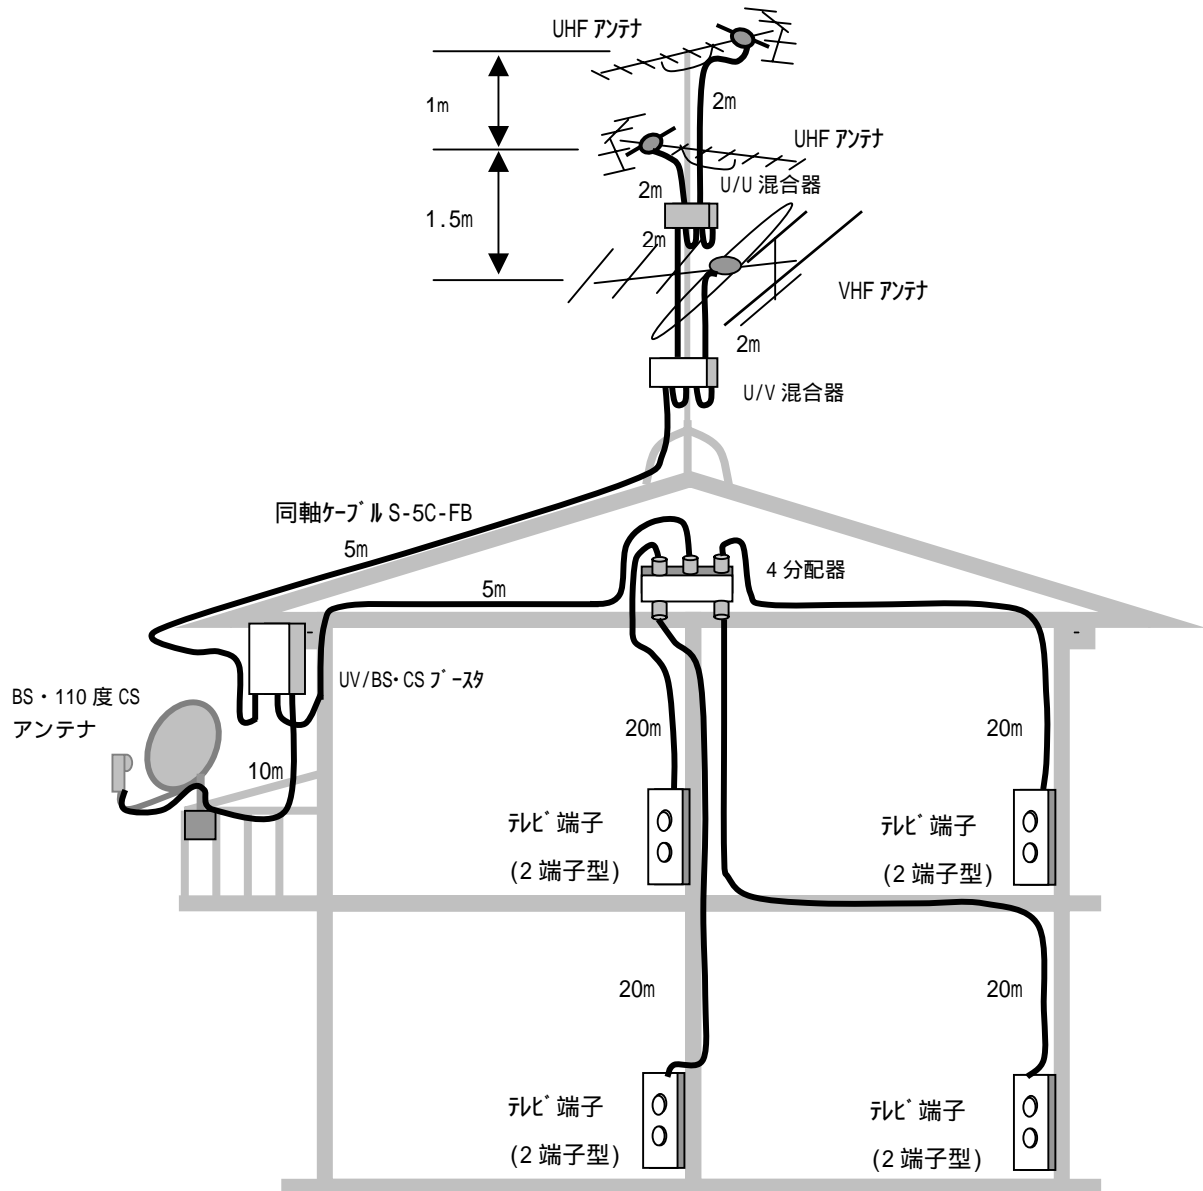 UHF アンテナ
1m
2m
UHF アンテナ
2m
U/U 混合器
1.5m
2m
VHF アンテナ
2m
U/V 混合器
同軸ケーブル S-5C-FB
5m
4 分配器
5m
UV/BS・CS ブースタ
BS・110 度 CS
アンテナ
10m
20m
20m
テレビ端子
(2 端子型)
テレビ端子
(2 端子型)
20m
20m
テレビ端子
(2 端子型)
テレビ端子
(2 端子型)